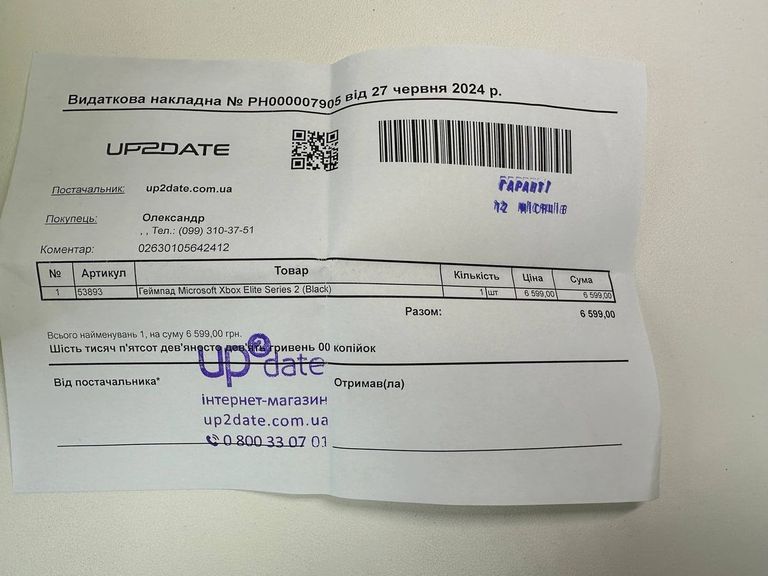 Видаткова накладна № РН000007905 від 27 червня 2024 р.
UP2DATE
Постачальник: up2date.com.ua
ГАРАНТІ
12 місяців
Покупець: Олександр
, , Тел.: (099) 310-37-51
Коментар: 02630105642412
№ Артикул Товар Кількість Ціна Сума
1 53893 Геймпад Microsoft Xbox Elite Series 2 (Black) 1 шт 6 599,00 6 599,00
Разом: 6 599,00
Всього найменувань 1, на суму 6 599,00 грн.
Шість тисяч п'ятсот дев'яносто дев'ять гривень 00 копійок
up2date
Від постачальника* Отримав(ла)
інтернет-магазин
up2date.com.ua
0 800 33 07 01